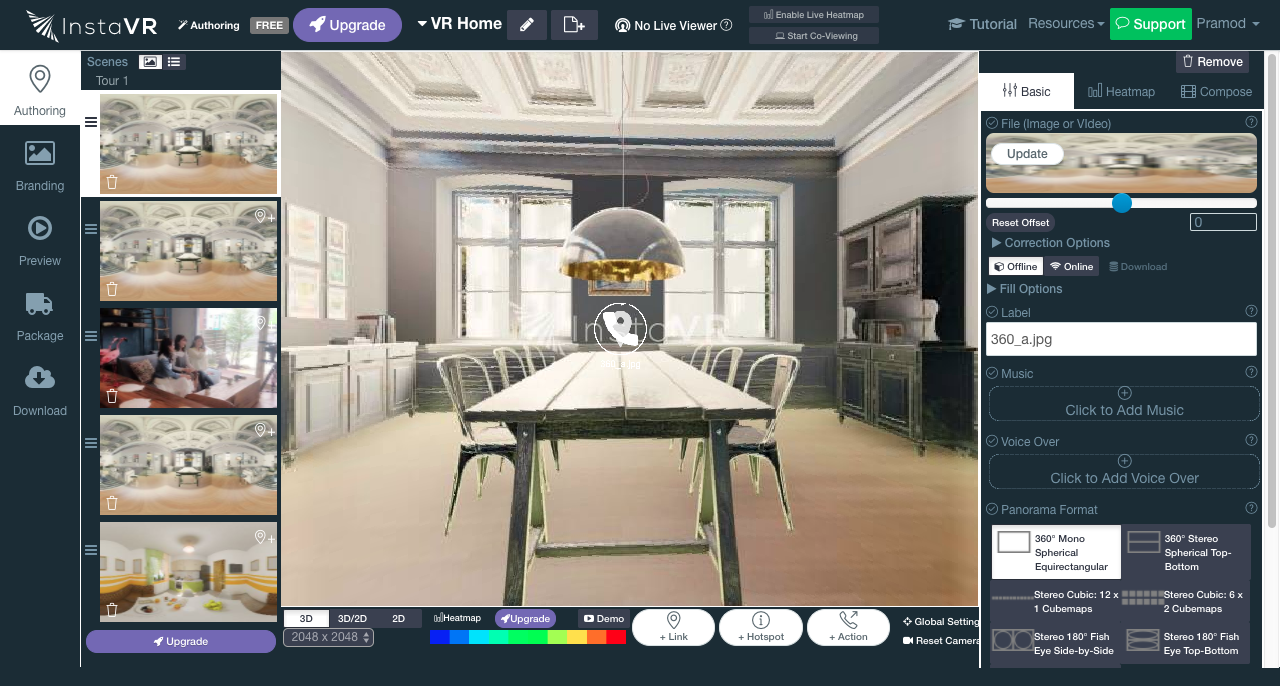 InstaVR
Authoring
FREE
Upgrade
VR Home
No Live Viewer
Enable Live Heatmap
Start Co-Viewing
Tutorial
Resources
Support
Pramod
Authoring
Branding
Preview
Package
Download
Scenes
Tour 1
Upgrade
InstaVR
360_a.jpg
3D
3D/2D
2D
2048 x 2048
Heatmap
Upgrade
Demo
+ Link
+ Hotspot
+ Action
Global Setting
Reset Camera
Remove
Basic
Heatmap
Compose
File (Image or VIdeo)
Update
Reset Offset
0
Correction Options
Offline
Online
Download
Fill Options
Label
360_a.jpg
Music
Click to Add Music
Voice Over
Click to Add Voice Over
Panorama Format
360° Mono
Spherical
Equirectangular
360° Stereo
Spherical Top-
Bottom
Stereo Cubic: 12 x
1 Cubemaps
Stereo Cubic: 6 x
2 Cubemaps
Stereo 180° Fish
Eye Side-by-Side
Stereo 180° Fish
Eye Top-Bottom